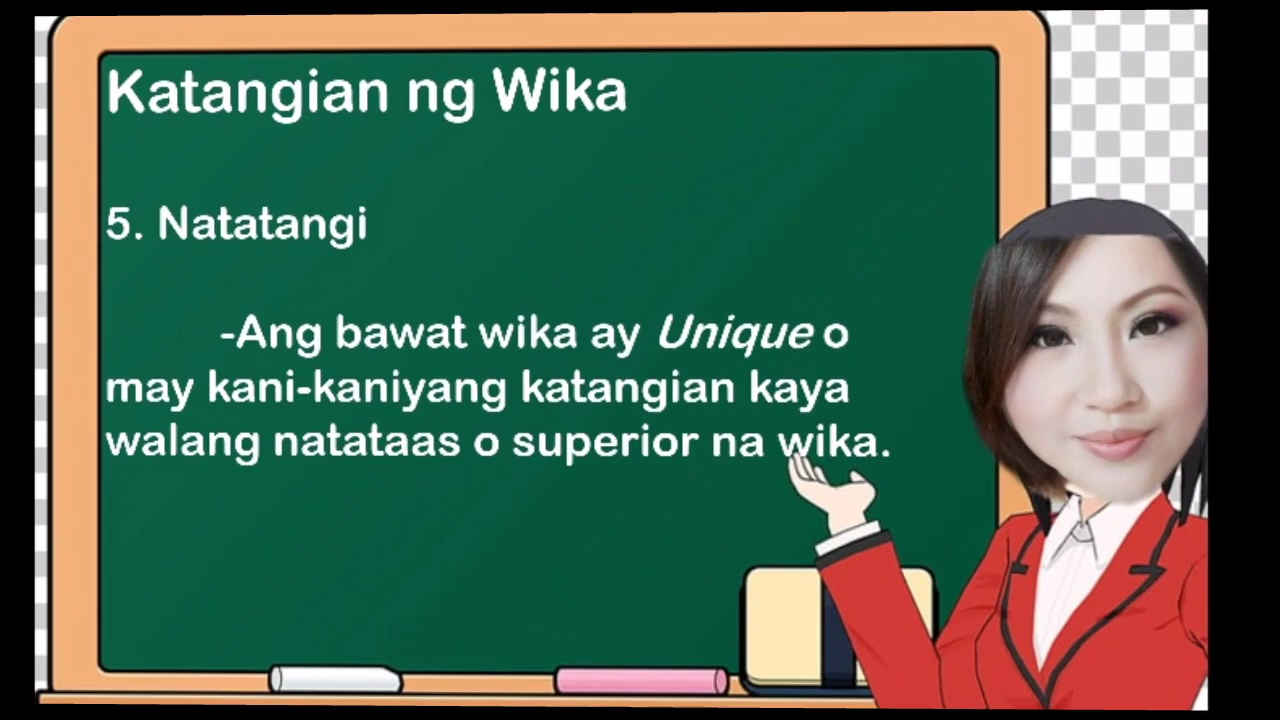 Katangian ng Wika
5. Natatangi
-Ang bawat wika ay Unique o
may kani-kaniyang katangian kaya
walang natataas o superior na wika.